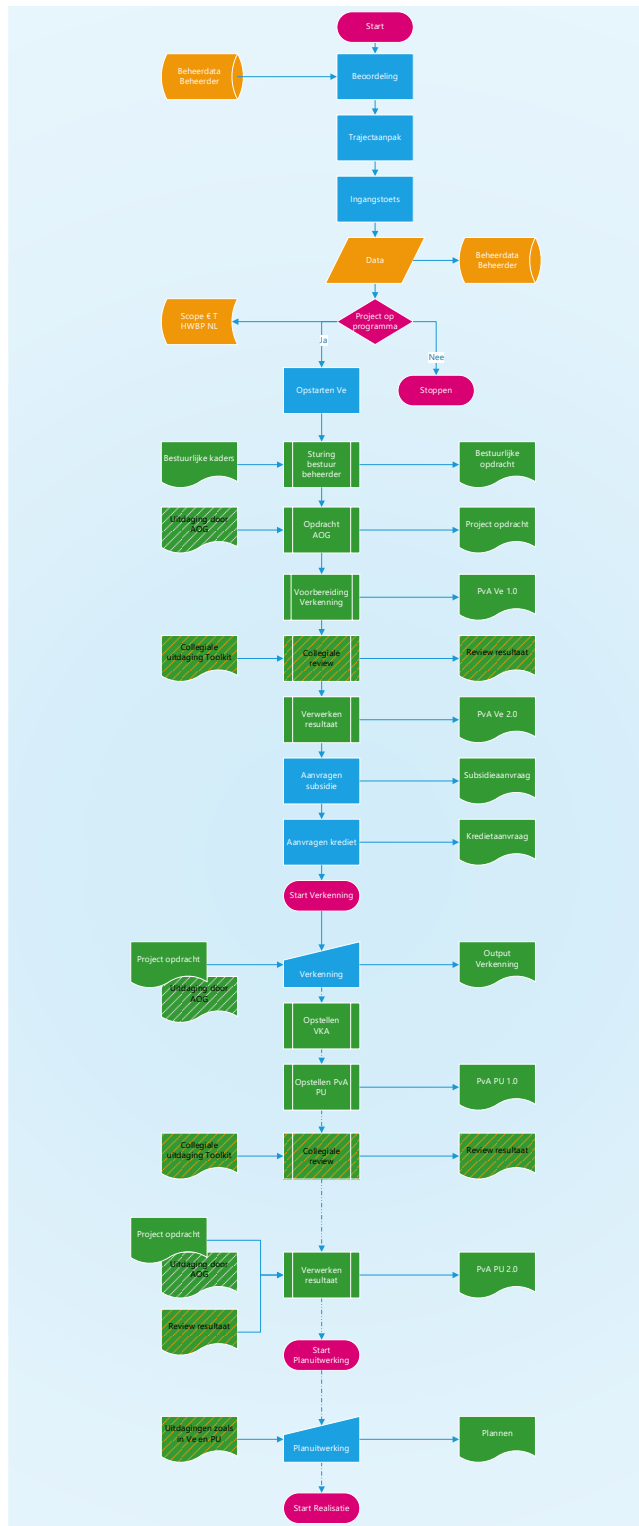 Start
Beheerdata
Beheerder
Beoordeling
Trajectaanpak
Ingangstoets
Data
Beheerdata
Beheerder
Scope € T
HWBP NL
Project op
programma
Ja
Nee
Opstarten Ve
Stoppen
Bestuurlijke kaders
Sturing
bestuur
beheerder
Bestuurlijke
opdracht
Uitdaging door
AOG
Opdracht
AOG
Project opdracht
Voorbereiding
Verkenning
PvA Ve 1.0
Collegiale
uitdaging Toolkit
Collegiale
review
Review resultaat
Verwerken
resultaat
PvA Ve 2.0
Aanvragen
subsidie
Subsidieaanvraag
Aanvragen krediet
Kredietaanvraag
Start Verkenning
Project opdracht
Uitdaging door
AOG
Verkenning
Output
Verkenning
Opstellen
VKA
Opstellen PvA
PU
PvA PU 1.0
Collegiale
uitdaging Toolkit
Collegiale
review
Review resultaat
Project opdracht
Uitdaging door
AOG
Review resultaat
Verwerken
resultaat
PvA PU 2.0
Start
Planuitwerking
Uitdagingen zoals
in Ve en PU
Planuitwerking
Plannen
Start Realisatie